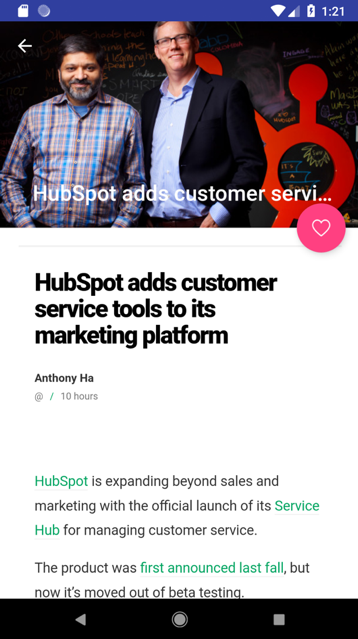 1:21
HubSpot adds customer servi...
HubSpot adds customer
service tools to its
marketing platform
Anthony Ha
@ / 10 hours
HubSpot is expanding beyond sales and
marketing with the official launch of its Service
Hub for managing customer service.
The product was first announced last fall, but
now it's moved out of beta testing.